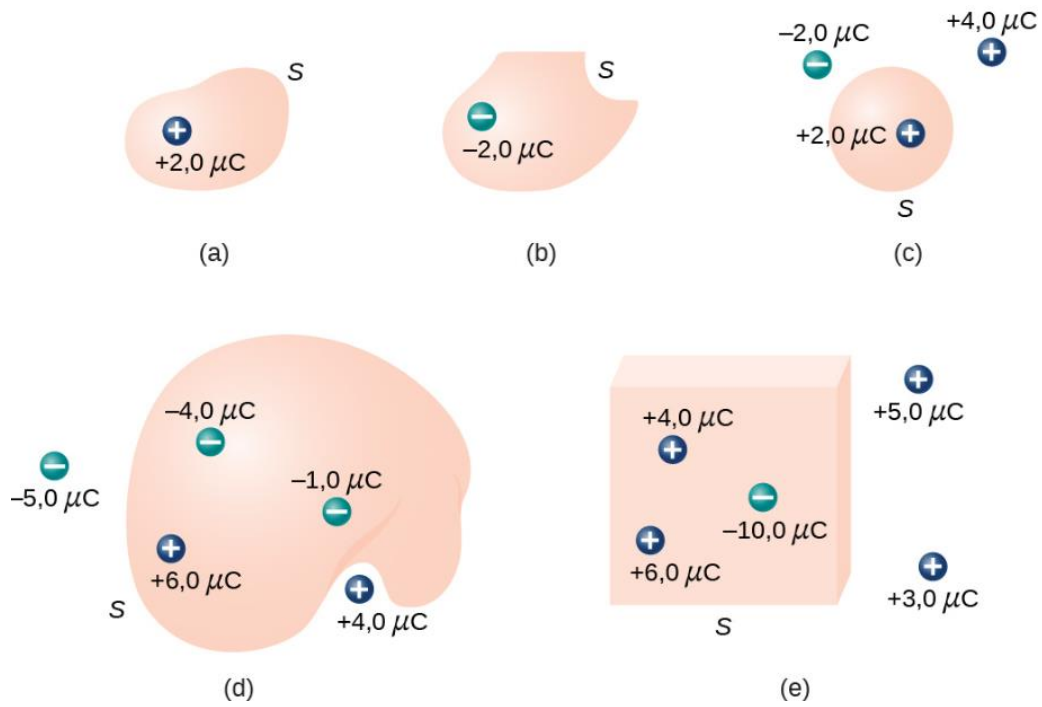 S
+2,0 μC
(a)
S
–2,0 μC
(b)
–2,0 μC
+4,0 μC
+2,0 μC
S
(c)
–4,0 μC
–5,0 μC
–1,0 μC
+6,0 μC
S
+4,0 μC
(d)
+5,0 μC
+4,0 μC
–10,0 μC
+6,0 μC
+3,0 μC
S
(e)